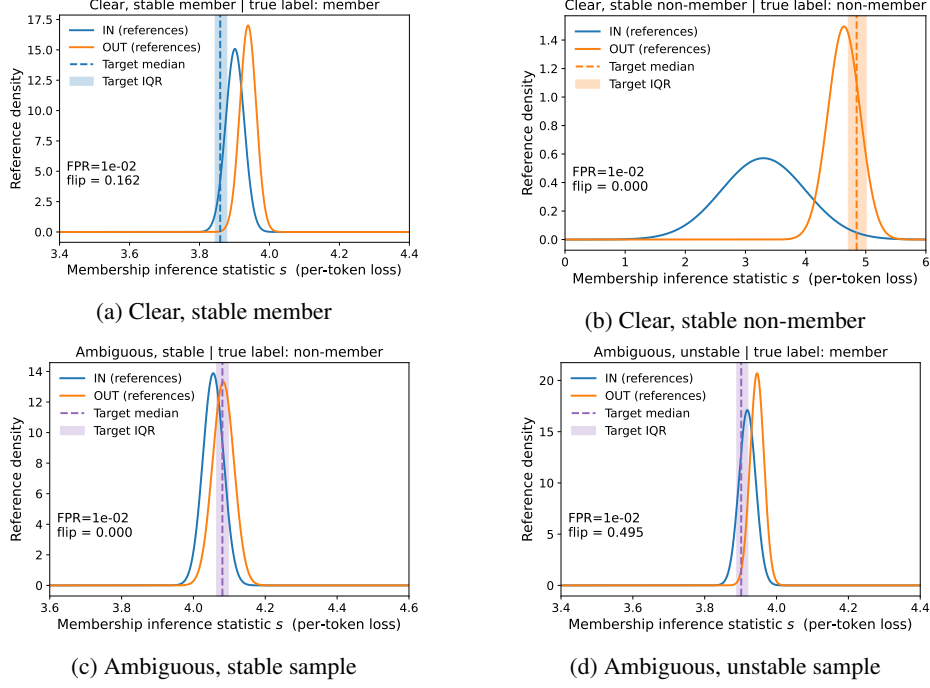 Clear, stable member | true label: member
17.5
15.0
12.5
10.0
7.5
5.0
2.5
0.0
Reference density
IN (references)
OUT (references)
Target median
Target IQR
FPR=1e-02
flip = 0.162
3.4 3.6 3.8 4.0 4.2 4.4
Membership inference statistic s (per-token loss)
(a) Clear, stable member
Clear, stable non-member | true label: non-member
1.4
1.2
1.0
0.8
0.6
0.4
0.2
0.0
Reference density
IN (references)
OUT (references)
Target median
Target IQR
FPR=1e-02
flip = 0.000
0 1 2 3 4 5 6
Membership inference statistic s (per-token loss)
(b) Clear, stable non-member
Ambiguous, stable | true label: non-member
14
12
10
8
6
4
2
0
Reference density
IN (references)
OUT (references)
Target median
Target IQR
FPR=1e-02
flip = 0.000
3.6 3.8 4.0 4.2 4.4 4.6
Membership inference statistic s (per-token loss)
(c) Ambiguous, stable sample
Ambiguous, unstable | true label: member
20
15
10
5
0
Reference density
IN (references)
OUT (references)
Target median
Target IQR
FPR=1e-02
flip = 0.495
3.4 3.6 3.8 4.0 4.2 4.4
Membership inference statistic s (per-token loss)
(d) Ambiguous, unstable sample